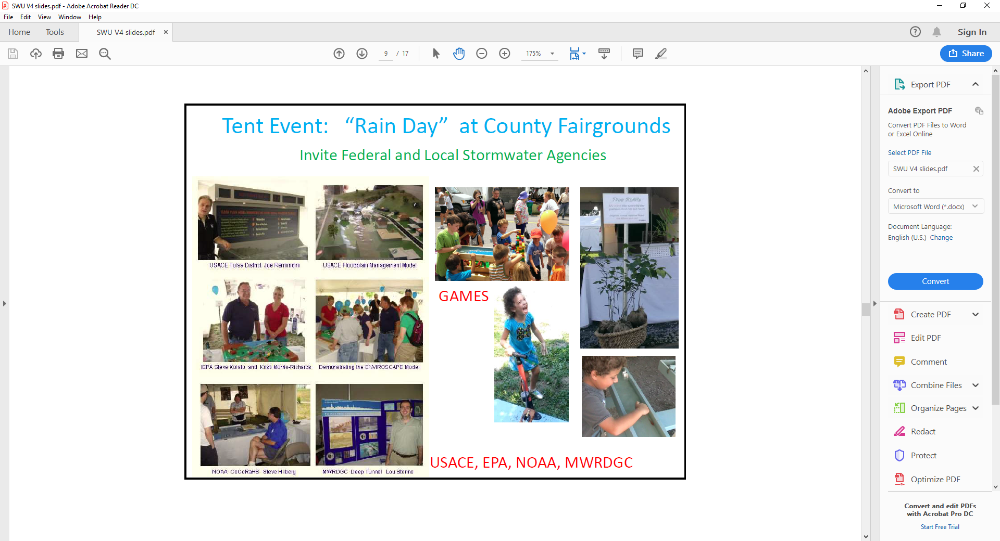 SWU V4 slides.pdf - Adobe Acrobat Reader DC
File Edit View Window Help
Home Tools SWU V4 slides.pdf
Sign In
9 / 17 175%
Share
Tent Event: “Rain Day” at County Fairgrounds
Invite Federal and Local Stormwater Agencies
USACE Tulsa District Joe Remondini
USACE Floodplain Management Model
Tree Raffle
GAMES
IEPA Steve Kolsto and Kristi Morris-Richards
Demonstrating the ENVIROSCAPE Model
NOAA CoCoRaHS Steve Hilberg
MWRDGC Deep Tunnel Lou Storino
USACE, EPA, NOAA, MWRDGC
Export PDF
Adobe Export PDF
Convert PDF Files to Word
or Excel Online
Select PDF File
SWU V4 slides.pdf
Convert to
Microsoft Word (*.docx)
Document Language:
English (U.S.) Change
Convert
Create PDF
Edit PDF
Comment
Combine Files
Organize Pages
Redact
Protect
Optimize PDF
Convert and edit PDFs
with Acrobat Pro DC
Start Free Trial